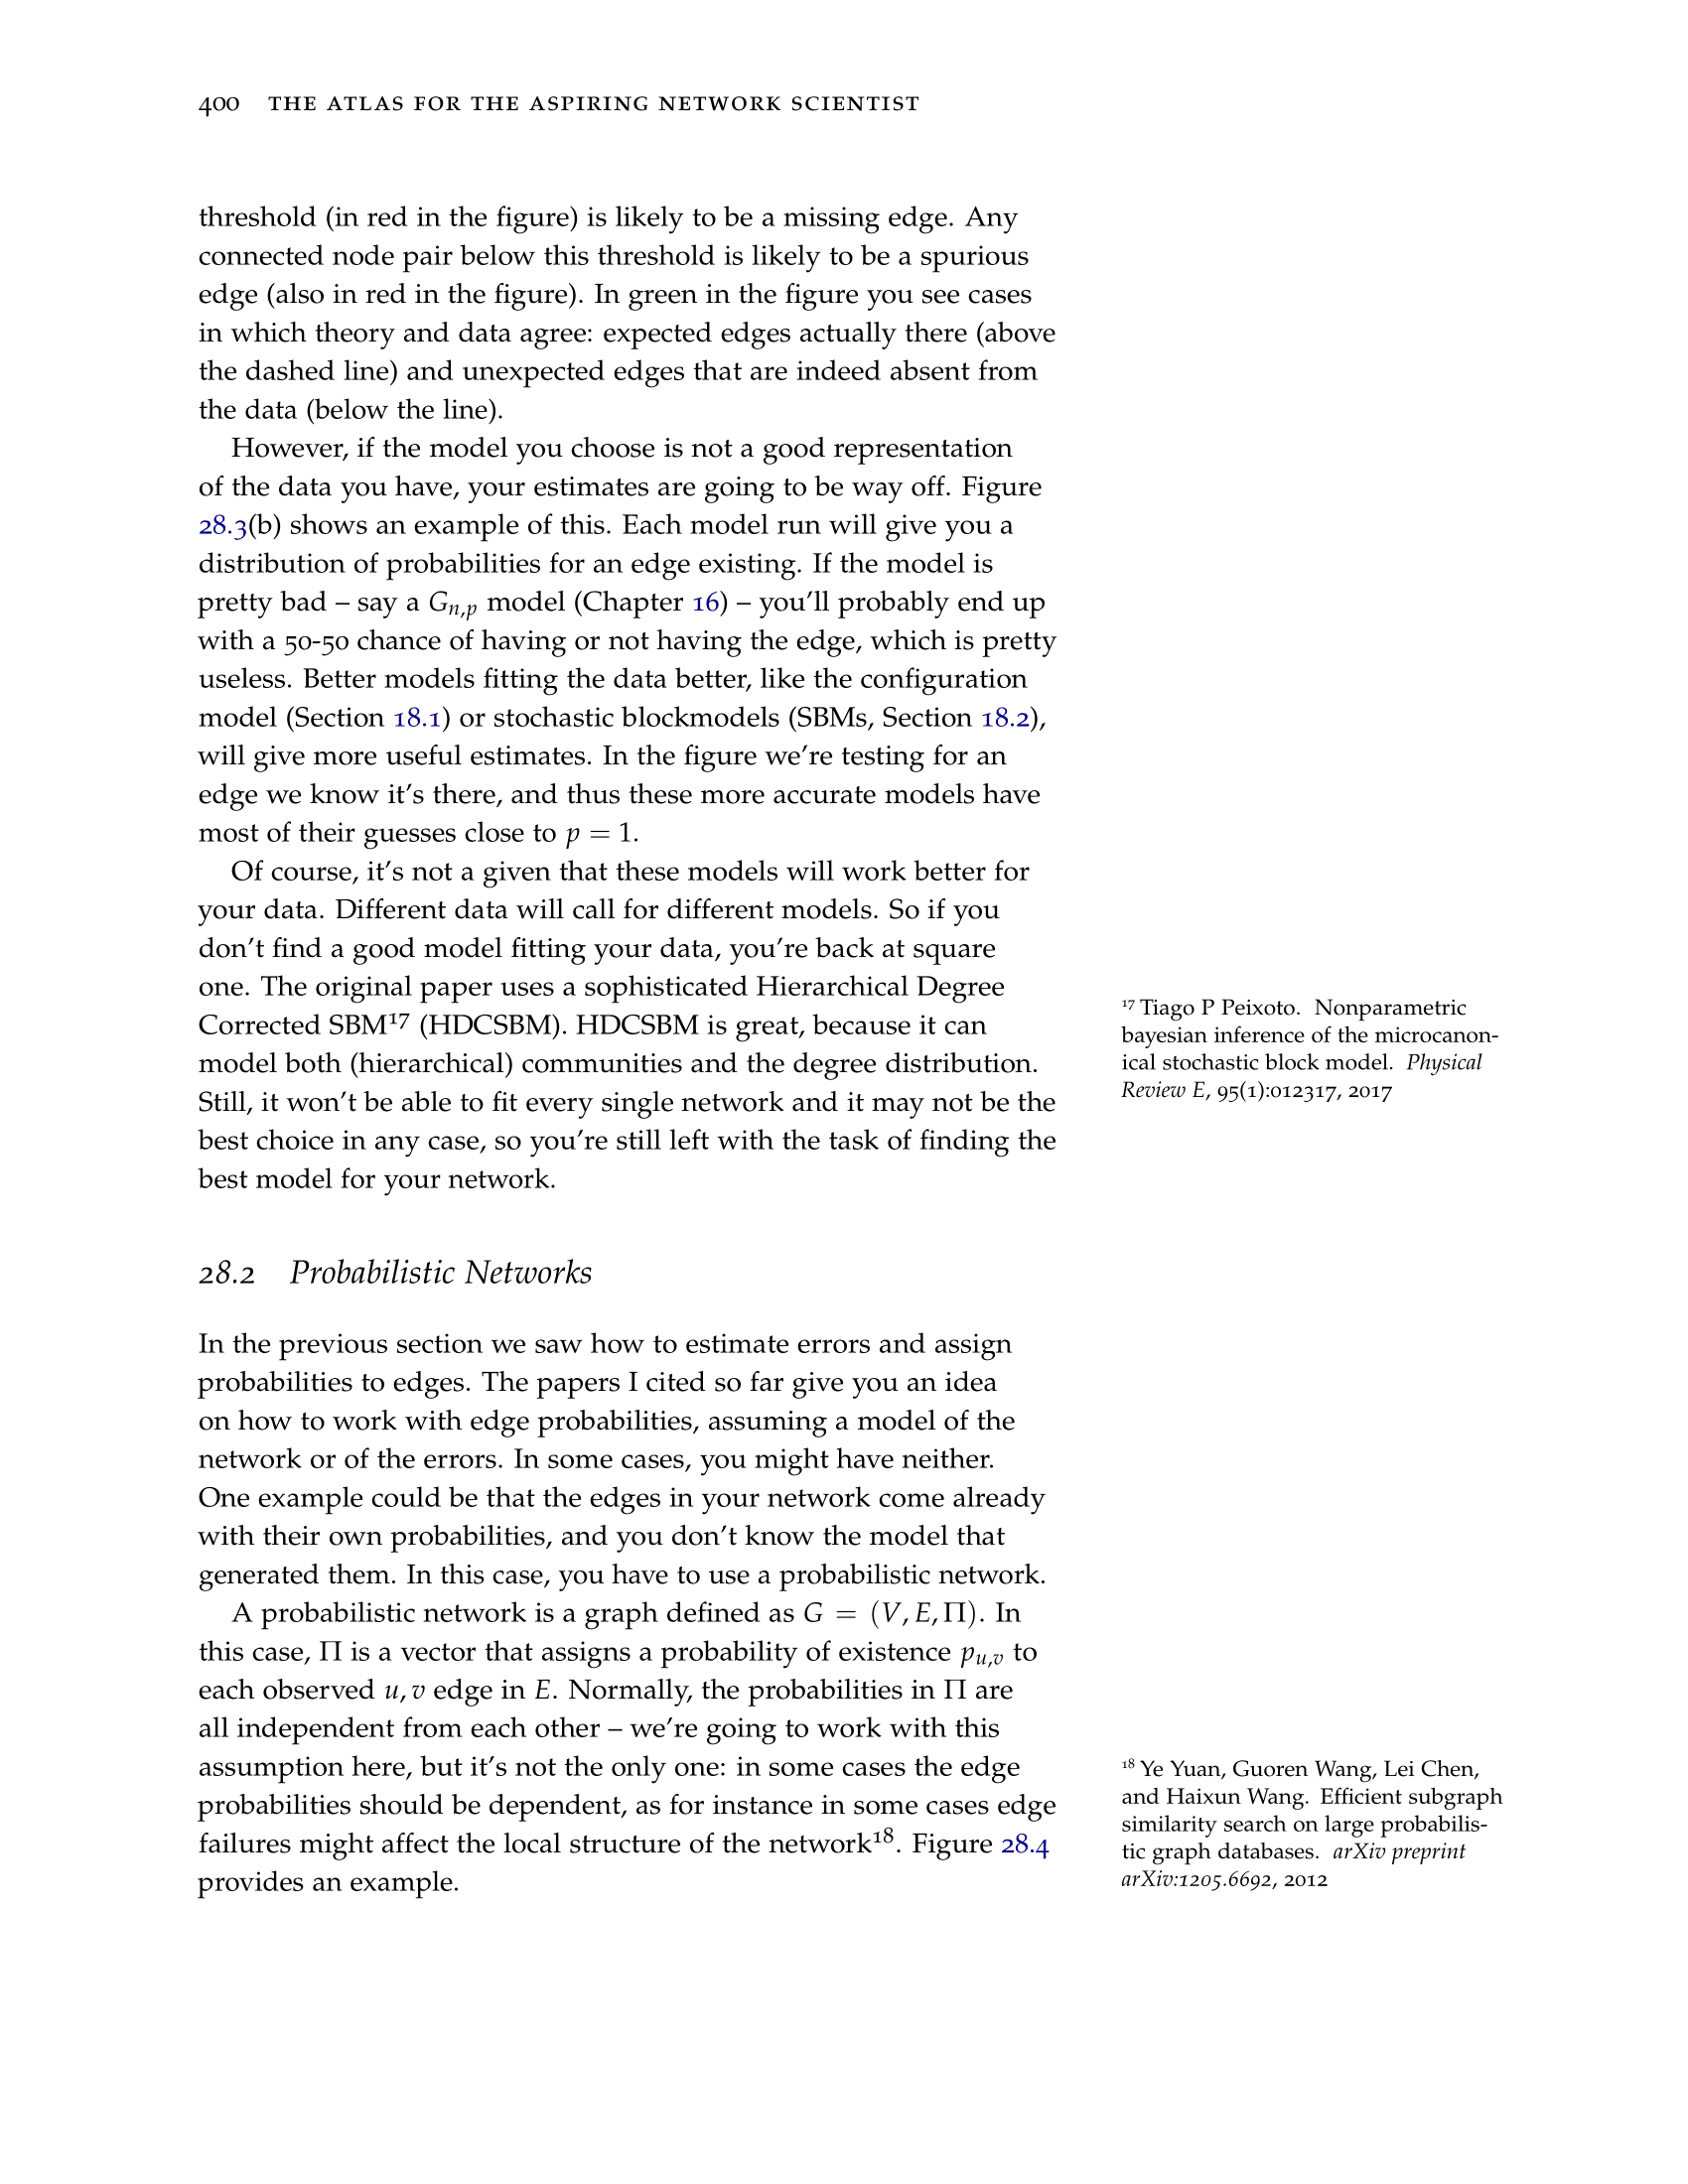 400 THE ATLAS FOR THE ASPIRING NETWORK SCIENTIST
threshold (in red in the figure) is likely to be a missing edge. Any
connected node pair below this threshold is likely to be a spurious
edge (also in red in the figure). In green in the figure you see cases
in which theory and data agree: expected edges actually there (above
the dashed line) and unexpected edges that are indeed absent from
the data (below the line).
However, if the model you choose is not a good representation
of the data you have, your estimates are going to be way off. Figure
28.3(b) shows an example of this. Each model run will give you a
distribution of probabilities for an edge existing. If the model is
pretty bad – say a Gn,p model (Chapter 16) – you'll probably end up
with a 50-50 chance of having or not having the edge, which is pretty
useless. Better models fitting the data better, like the configuration
model (Section 18.1) or stochastic blockmodels (SBMs, Section 18.2),
will give more useful estimates. In the figure we're testing for an
edge we know it's there, and thus these more accurate models have
most of their guesses close to p = 1.
Of course, it's not a given that these models will work better for
your data. Different data will call for different models. So if you
don't find a good model fitting your data, you're back at square
one. The original paper uses a sophisticated Hierarchical Degree
Corrected SBM17 (HDCSBM). HDCSBM is great, because it can
model both (hierarchical) communities and the degree distribution.
Still, it won't be able to fit every single network and it may not be the
best choice in any case, so you're still left with the task of finding the
best model for your network.
17 Tiago P Peixoto. Nonparametric
bayesian inference of the microcanon-
ical stochastic block model. Physical
Review E, 95(1):012317, 2017
28.2 Probabilistic Networks
In the previous section we saw how to estimate errors and assign
probabilities to edges. The papers I cited so far give you an idea
on how to work with edge probabilities, assuming a model of the
network or of the errors. In some cases, you might have neither.
One example could be that the edges in your network come already
with their own probabilities, and you don't know the model that
generated them. In this case, you have to use a probabilistic network.
A probabilistic network is a graph defined as G = (V, E, Π). In
this case, Π is a vector that assigns a probability of existence pu,v to
each observed u, v edge in E. Normally, the probabilities in Π are
all independent from each other – we're going to work with this
assumption here, but it's not the only one: in some cases the edge
probabilities should be dependent, as for instance in some cases edge
failures might affect the local structure of the network18. Figure 28.4
provides an example.
18 Ye Yuan, Guoren Wang, Lei Chen,
and Haixun Wang. Efficient subgraph
similarity search on large probabilis-
tic graph databases. arXiv preprint
arXiv:1205.6692, 2012